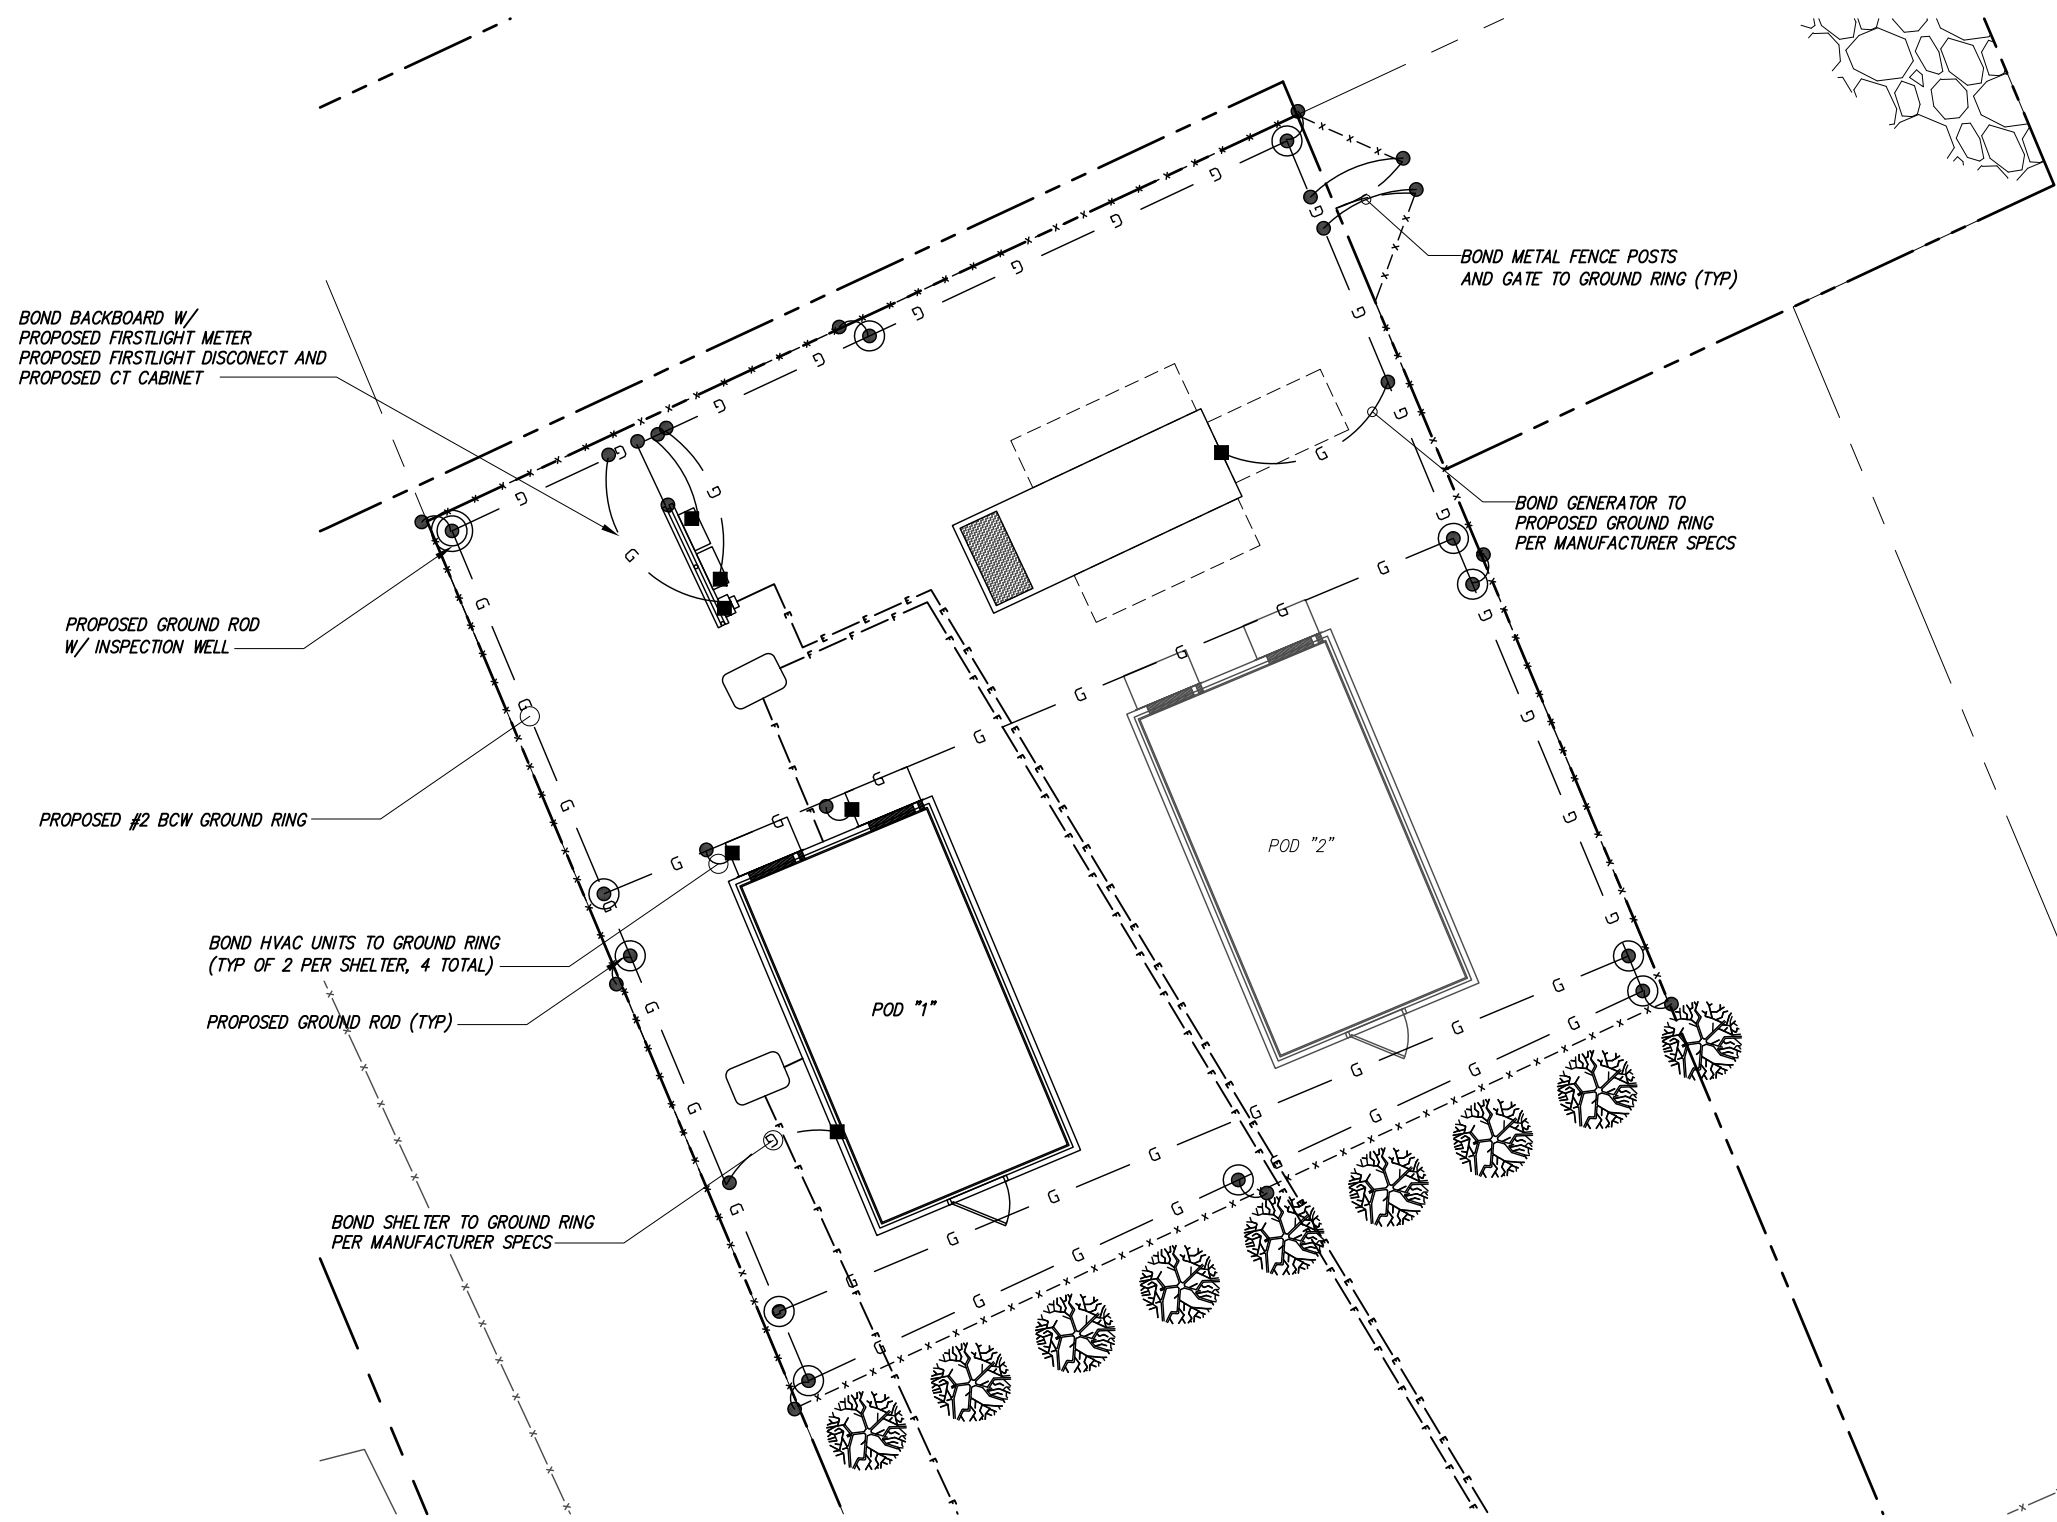 BOND METAL FENCE POSTS
AND GATE TO GROUND RING (TYP)
BOND BACKBOARD W/
PROPOSED FIRSTLIGHT METER
PROPOSED FIRSTLIGHT DISCONECT AND
PROPOSED CT CABINET
BOND GENERATOR TO
PROPOSED GROUND RING
PER MANUFACTURER SPECS
PROPOSED GROUND ROD
W/ INSPECTION WELL
PROPOSED #2 BCW GROUND RING
POD "2"
BOND HVAC UNITS TO GROUND RING
(TYP OF 2 PER SHELTER, 4 TOTAL)
POD "1"
PROPOSED GROUND ROD (TYP)
BOND SHELTER TO GROUND RING
PER MANUFACTURER SPECS